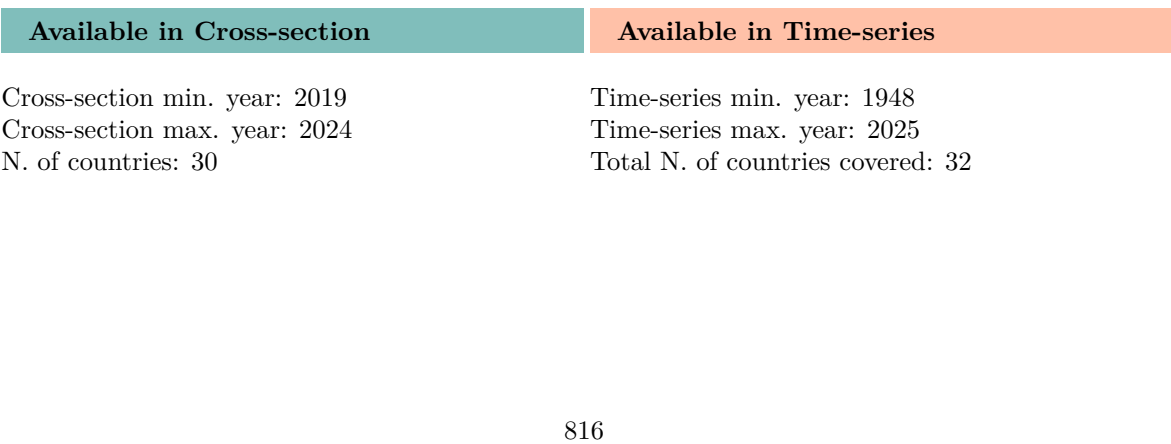 Available in Cross-section
Cross-section min. year: 2019
Cross-section max. year: 2024
N. of countries: 30
Available in Time-series
Time-series min. year: 1948
Time-series max. year: 2025
Total N. of countries covered: 32
816